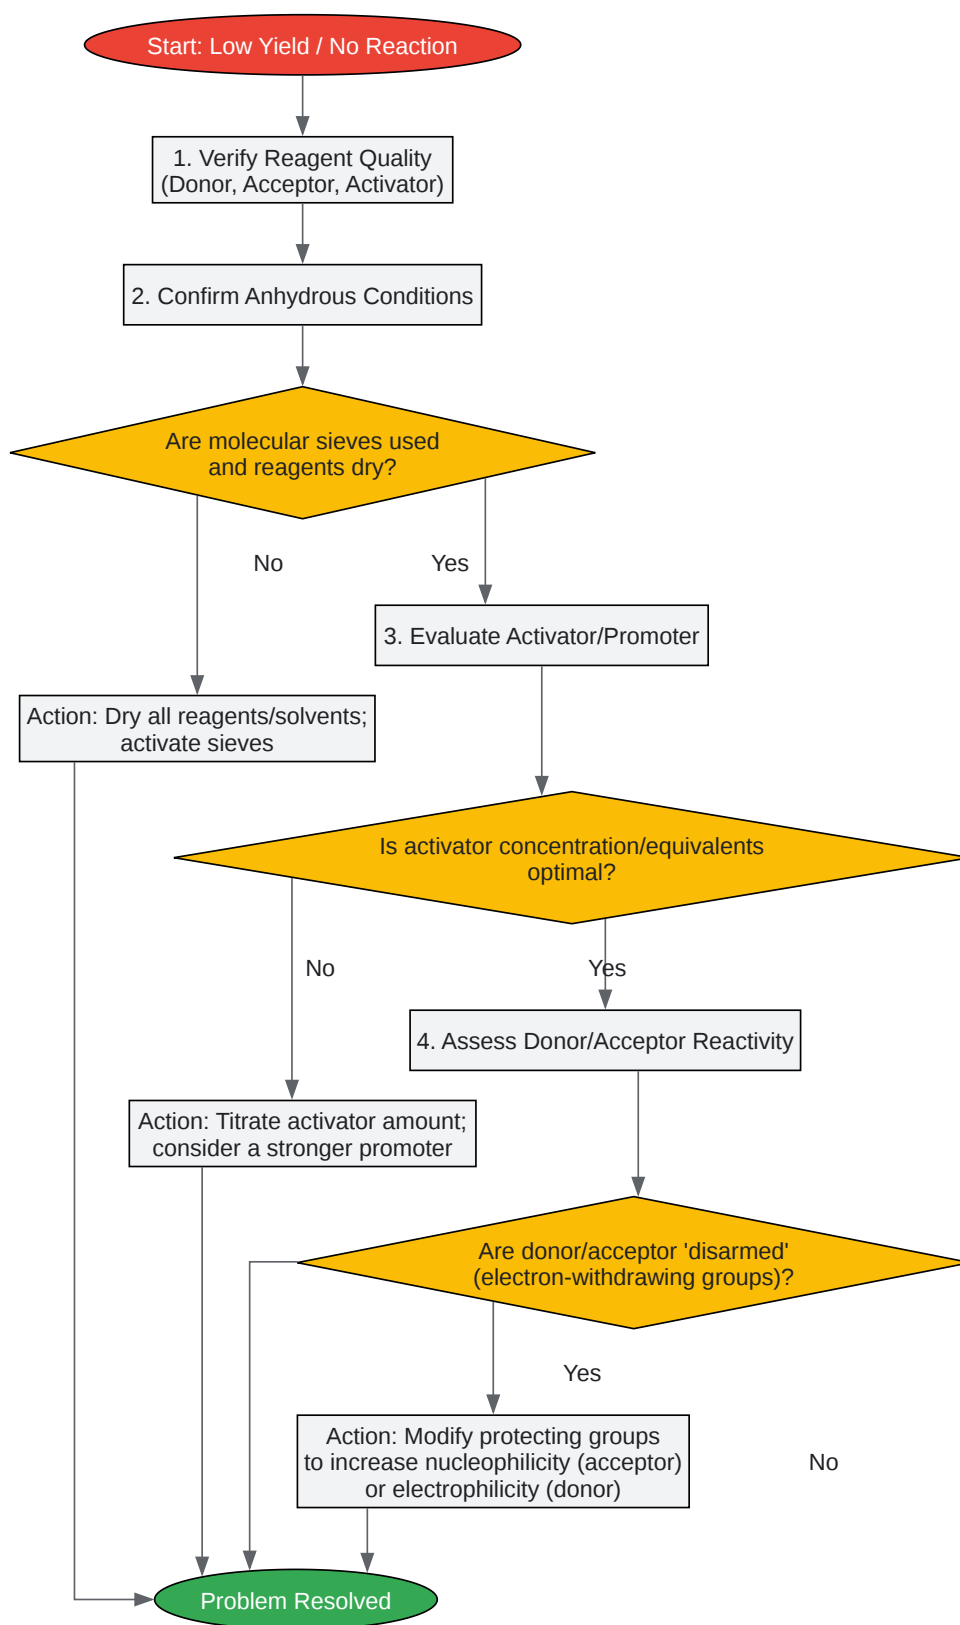 Start: Low Yield / No Reaction
1. Verify Reagent Quality
(Donor, Acceptor, Activator)
2. Confirm Anhydrous Conditions
Are molecular sieves used
and reagents dry?
No
Yes
3. Evaluate Activator/Promoter
Action: Dry all reagents/solvents;
activate sieves
Is activator concentration/equivalents
optimal?
No
Yes
4. Assess Donor/Acceptor Reactivity
Action: Titrate activator amount;
consider a stronger promoter
Are donor/acceptor 'disarmed'
(electron-withdrawing groups)?
Yes
Action: Modify protecting groups
to increase nucleophilicity (acceptor)
or electrophilicity (donor)
No
Problem Resolved